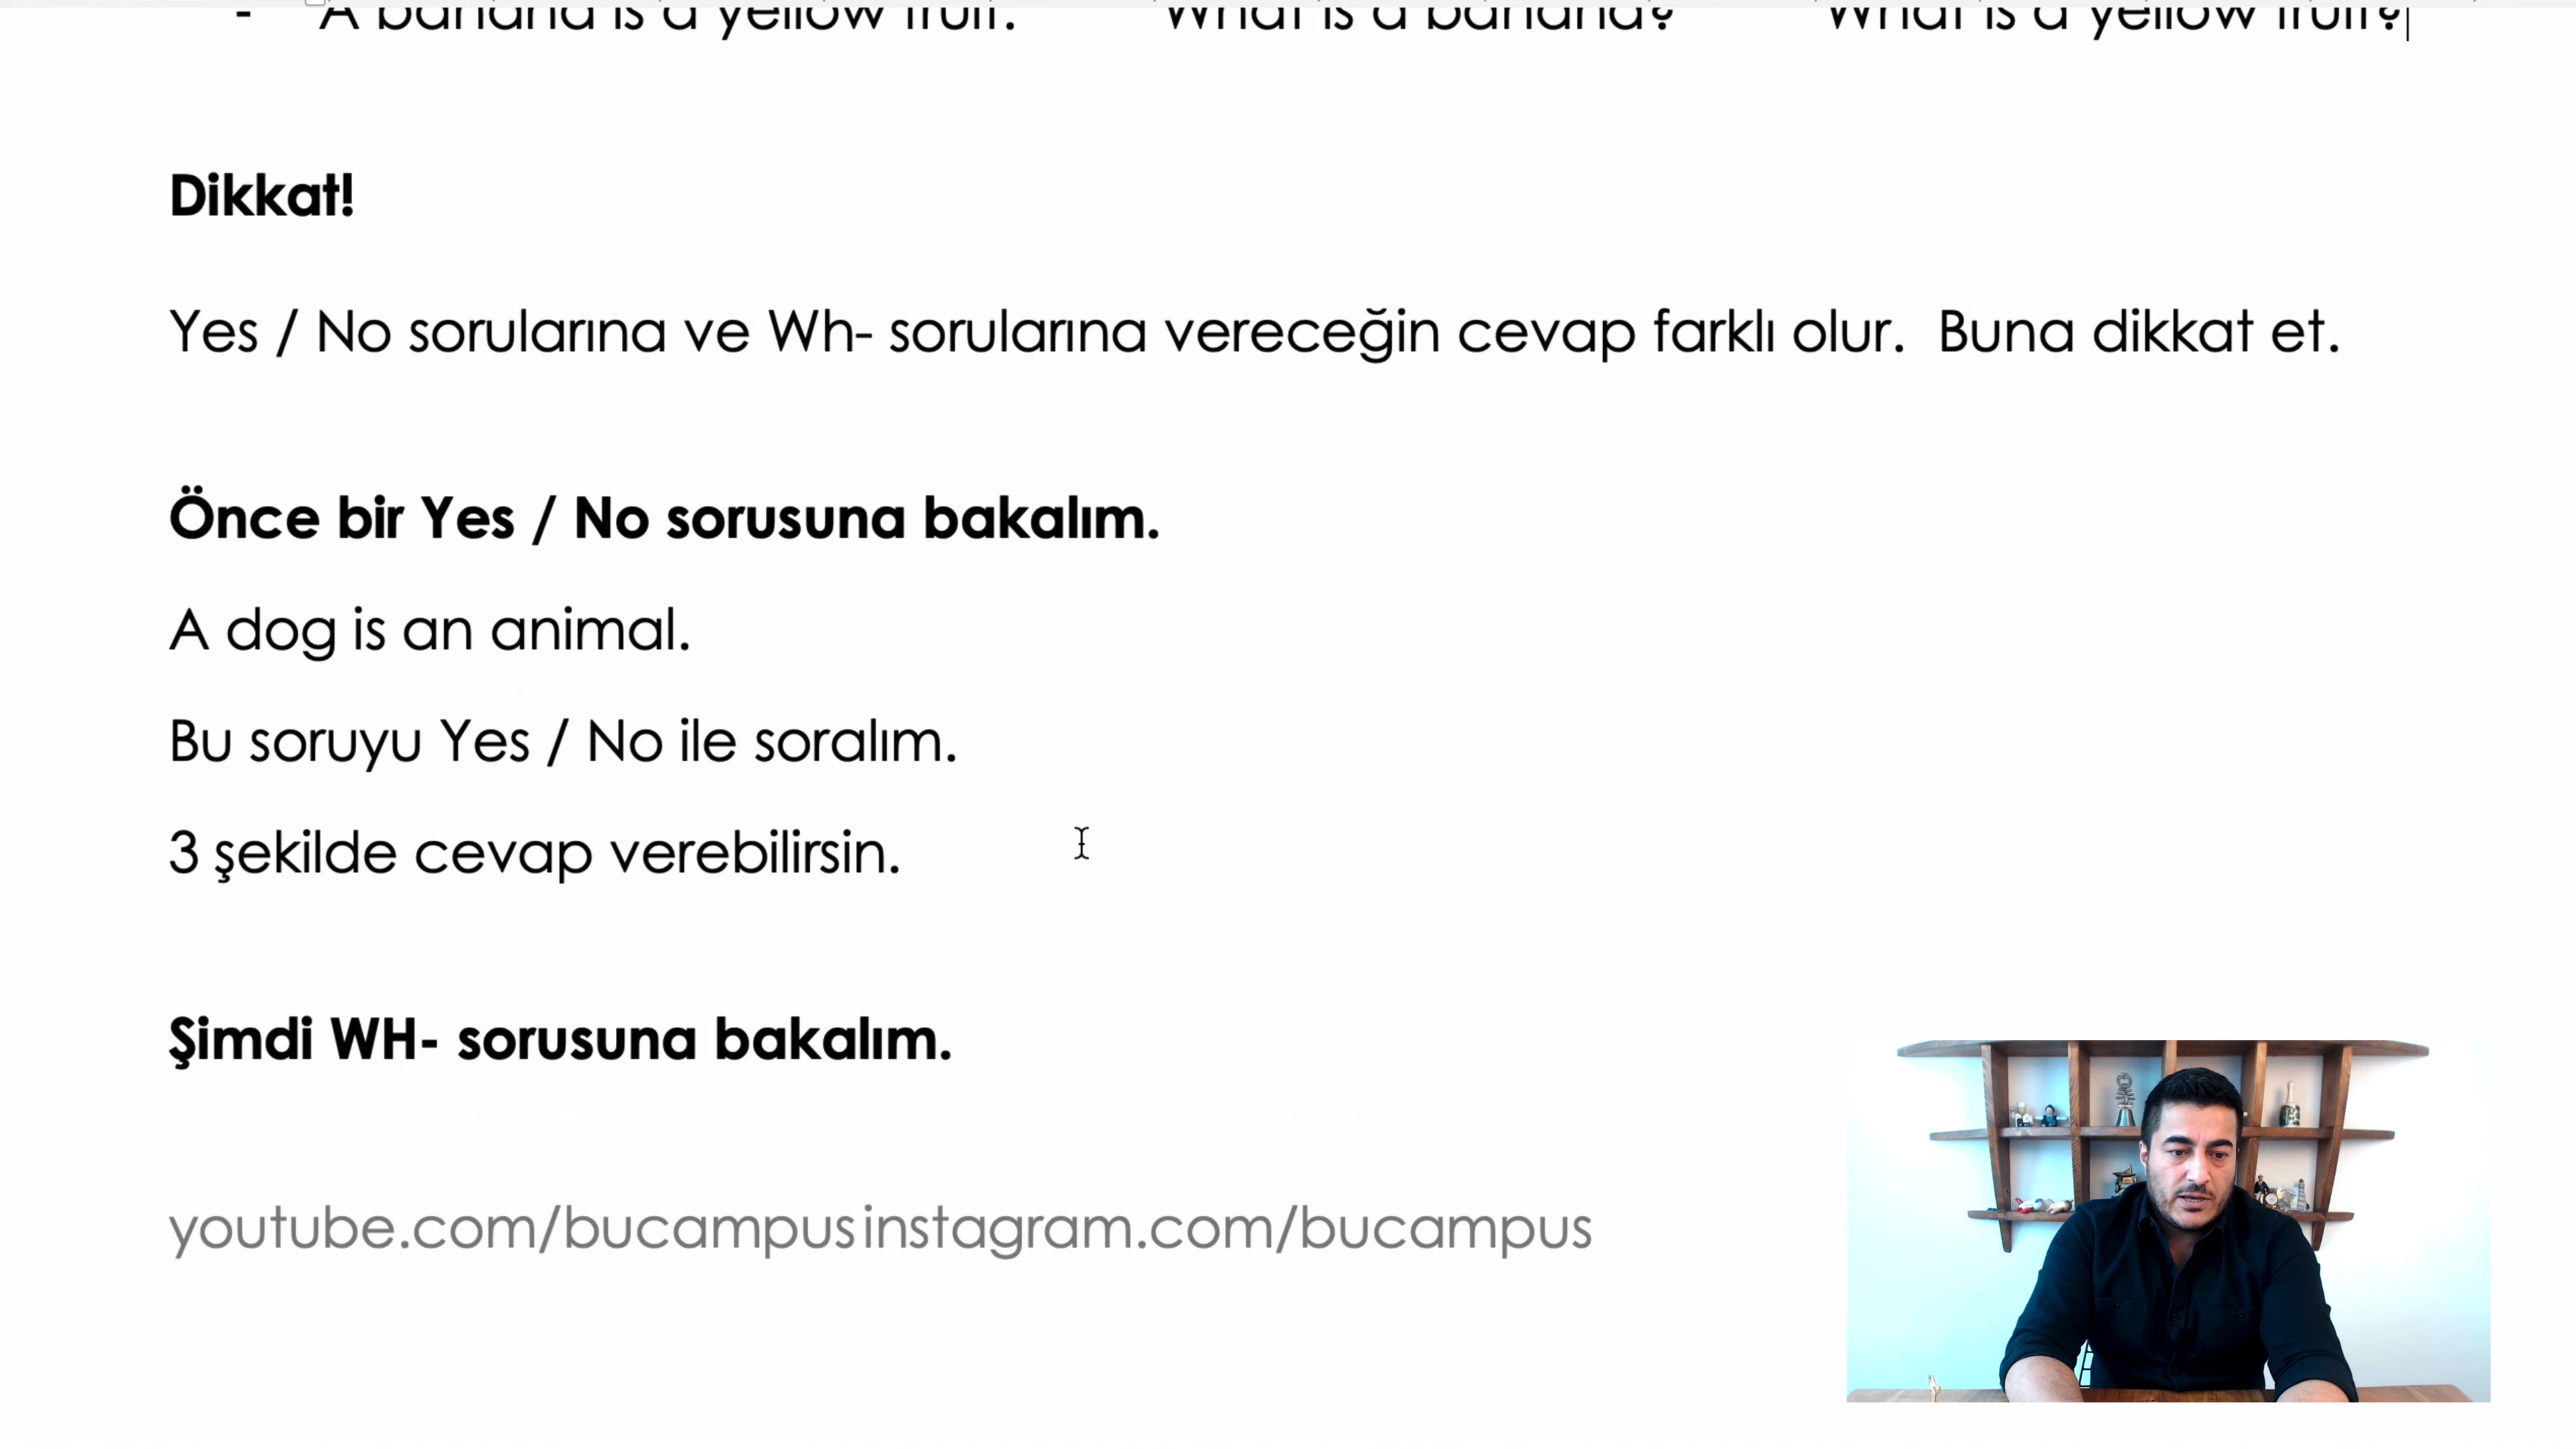 - A banana is a yellow fruit. What is a banana? What is a yellow fruit?
Dikkat!
Yes / No sorularına ve Wh- sorularına vereceğin cevap farklı olur. Buna dikkat et.
Önce bir Yes / No sorusuna bakalım.
A dog is an animal.
Bu soruyu Yes / No ile soralım.
3 şekilde cevap verebilirsin.
Şimdi WH- sorusuna bakalım.
youtube.com/bucampusinstagram.com/bucampus